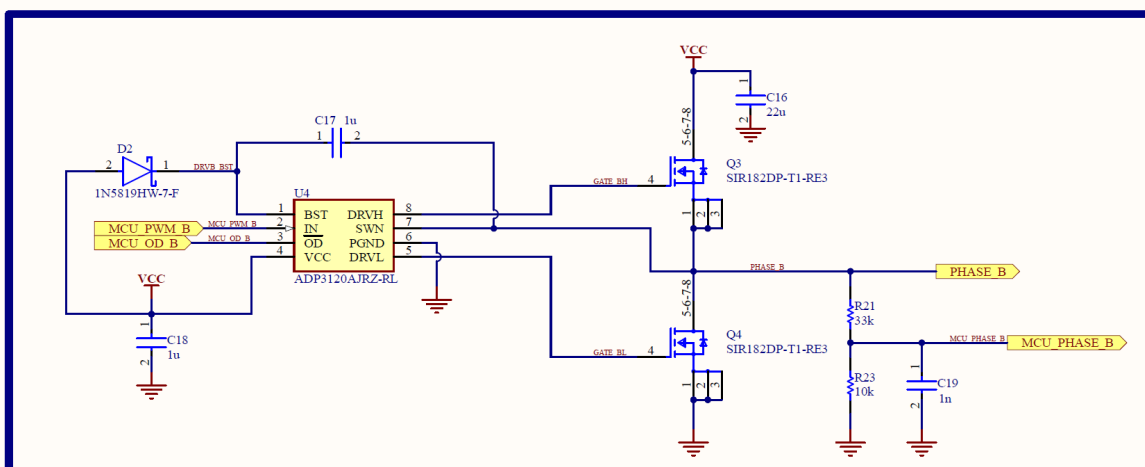 VCC
1
C16
2
22u
C17 1u
1
2
D2
2
1
DRVB_BST
1N5819HW-7-F
5-6-7-8
Q3
SIR182DP-T1-RE3
GATE_BH
4
1
2
3
U4
1
BST
DRVH
8
MCU_PWM_B
MCU_PWM_B
2
IN
SWN
7
MCU_OD_B
MCU_OD_B
3
OD
PGND
6
4
VCC
DRVL
5
ADP3120AJRZ-RL
PHASE_B
PHASE_B
VCC
5-6-7-8
R21
33k
1
C18
1u
2
GATE_BL
4
Q4
SIR182DP-T1-RE3
MCU_PHASE_B
MCU_PHASE_B
1
2
3
R23
10k
1
C19
1n
2